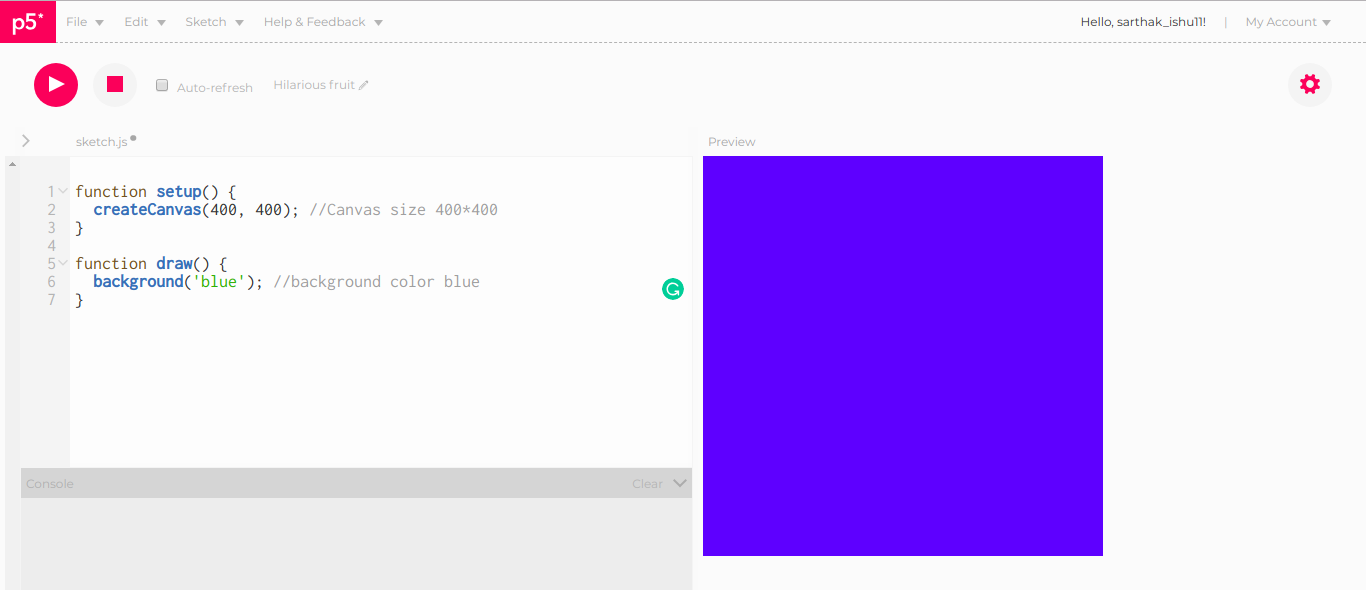 p5* File Edit Sketch Help & Feedback Hello, sarthak_ishu11! | My Account
Auto-refresh Hilarious fruit
sketch.js
Preview
1 function setup() {
2 createCanvas(400, 400); //Canvas size 400*400
3 }
4
5 function draw() {
6 background('blue'); //background color blue
7 }
Console Clear